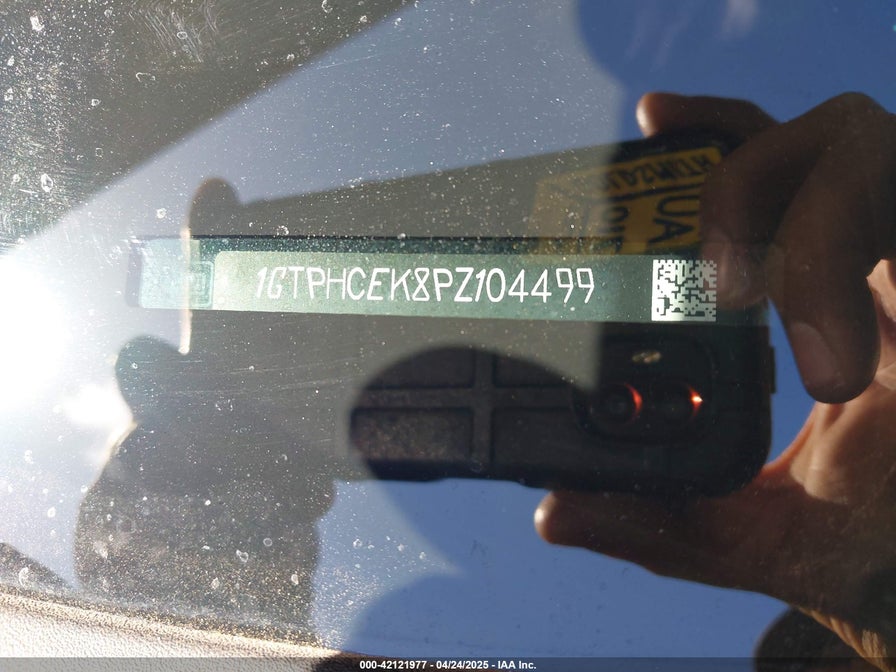 1GTPHCEK8PZ104499
000-42121977 - 04/24/2025 - IAA Inc.